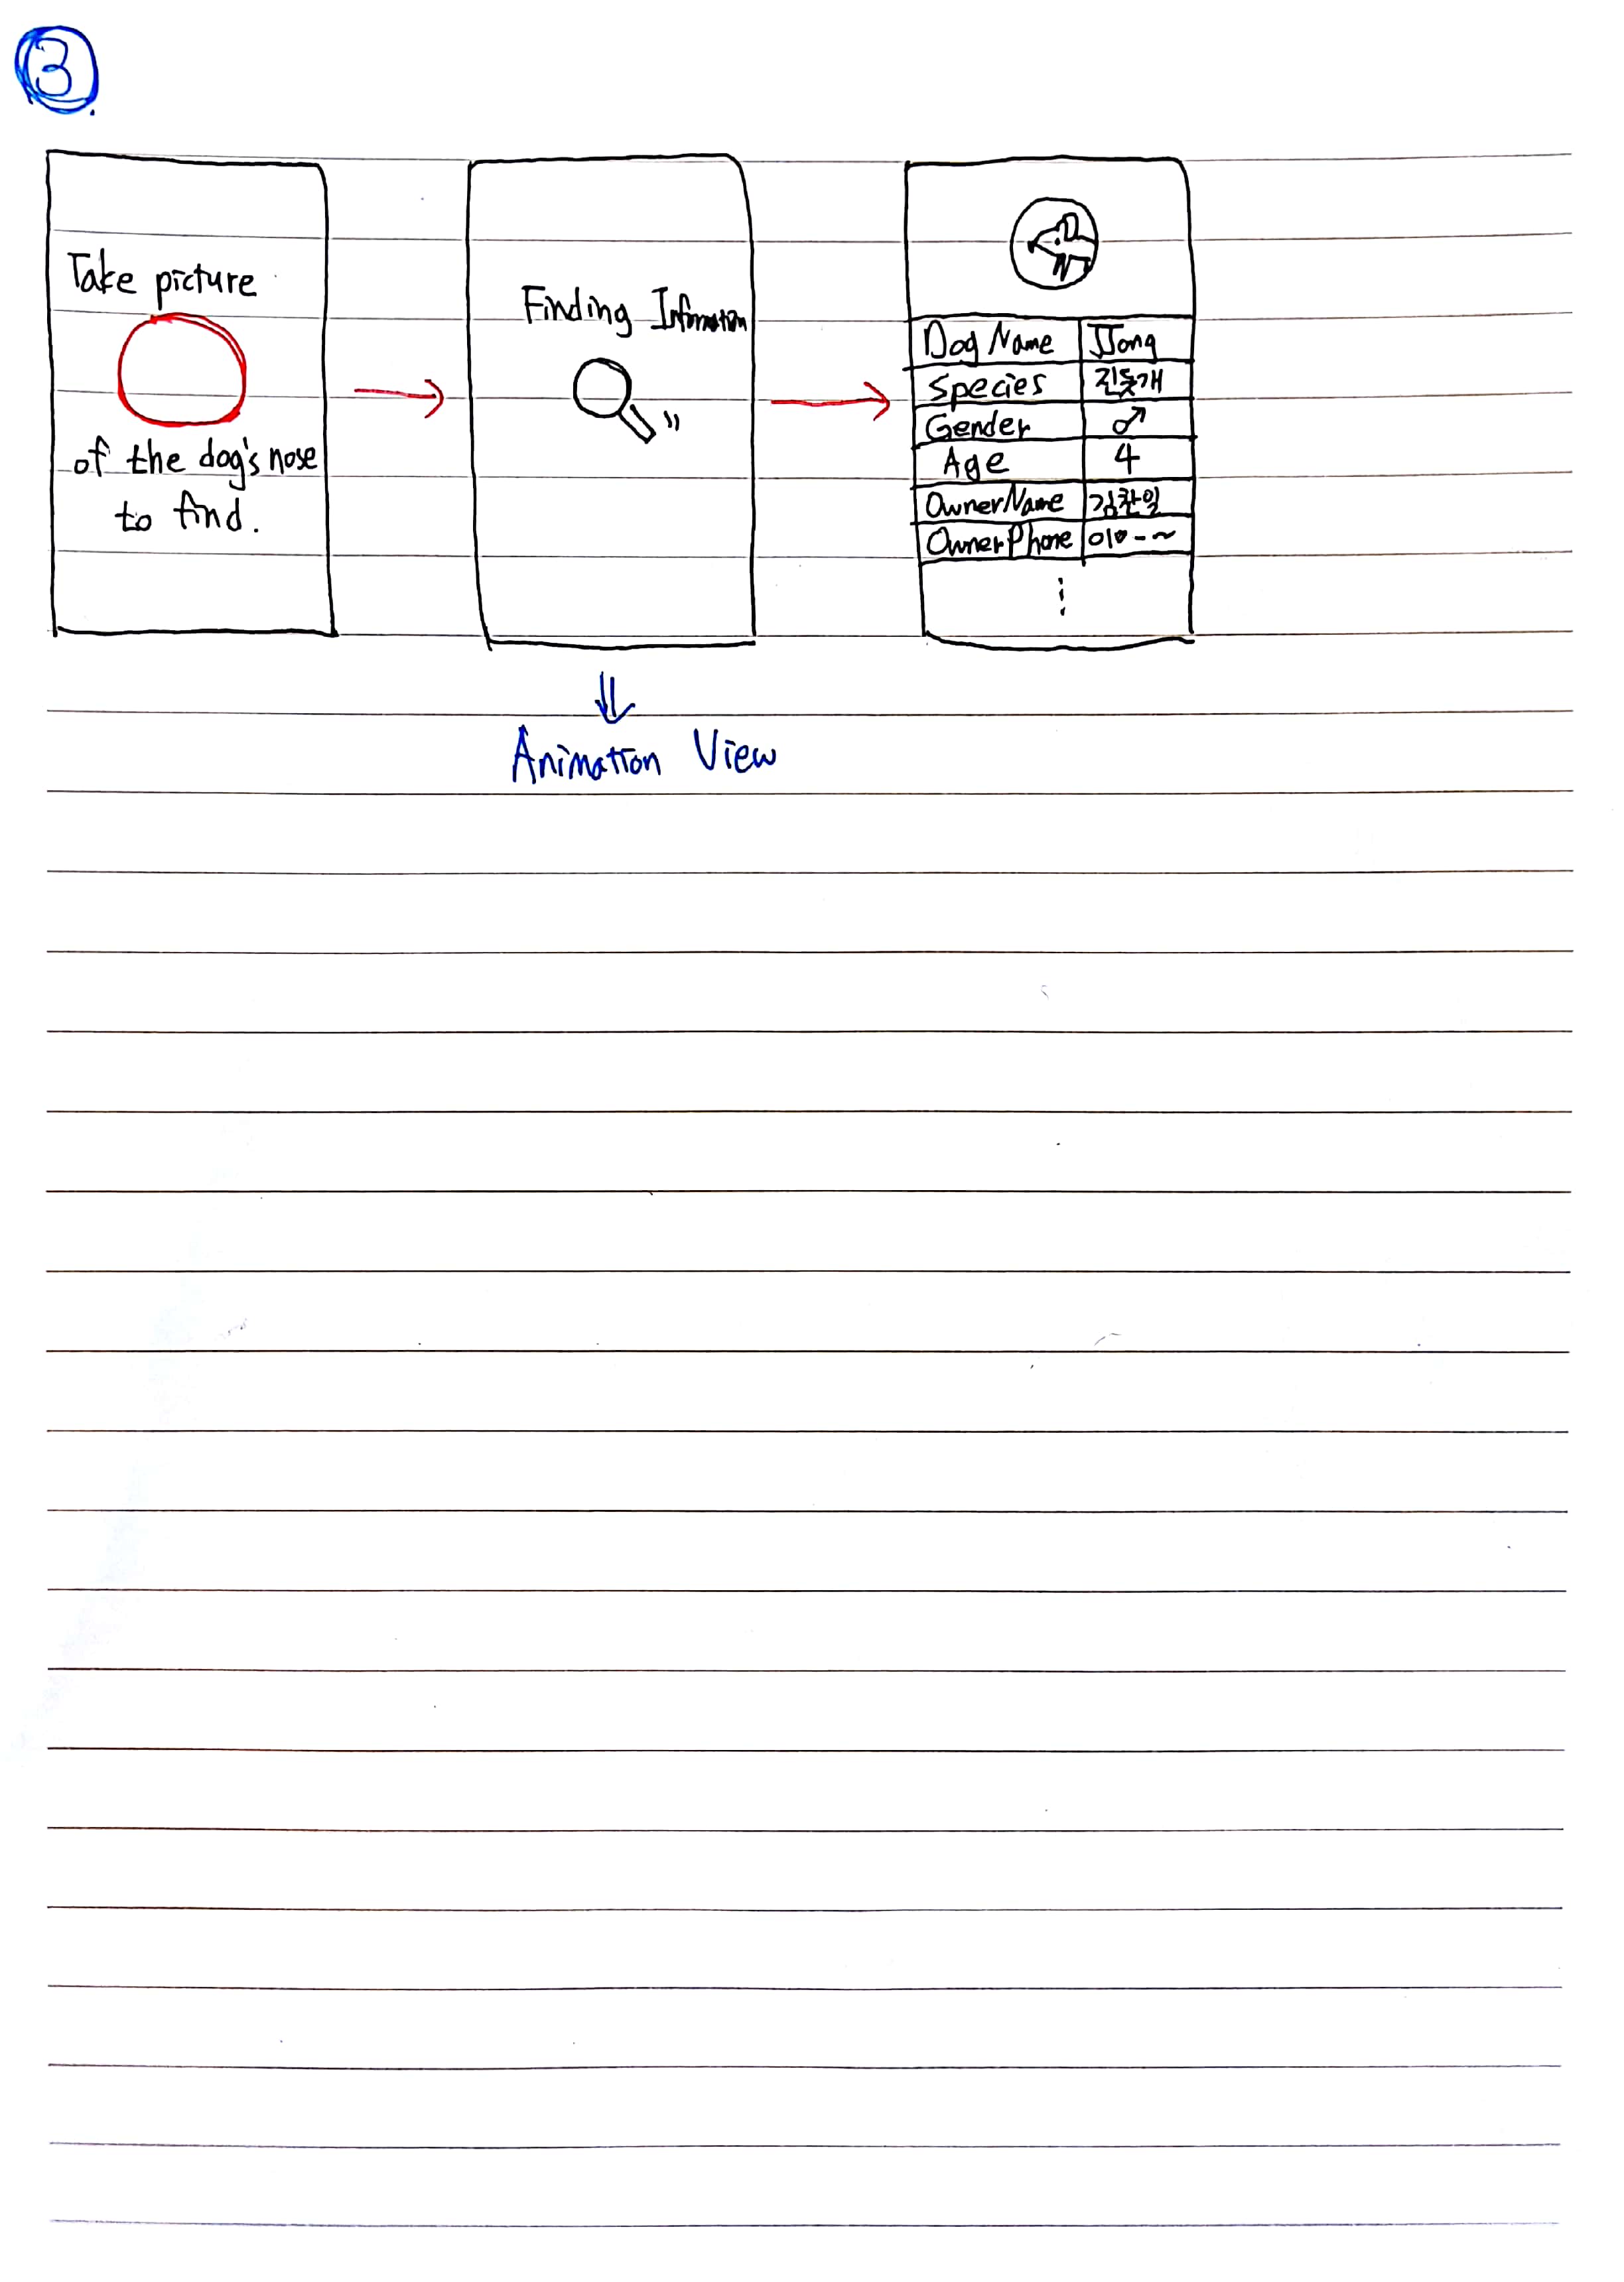 3
Take picture
of the dog's nose
to find.
Finding Information
Dog Name JJong
Species 진돗개
Gender ♂
Age 4
OwnerName 김찬일
OwnerPhone 010-~
⋮
Animation View